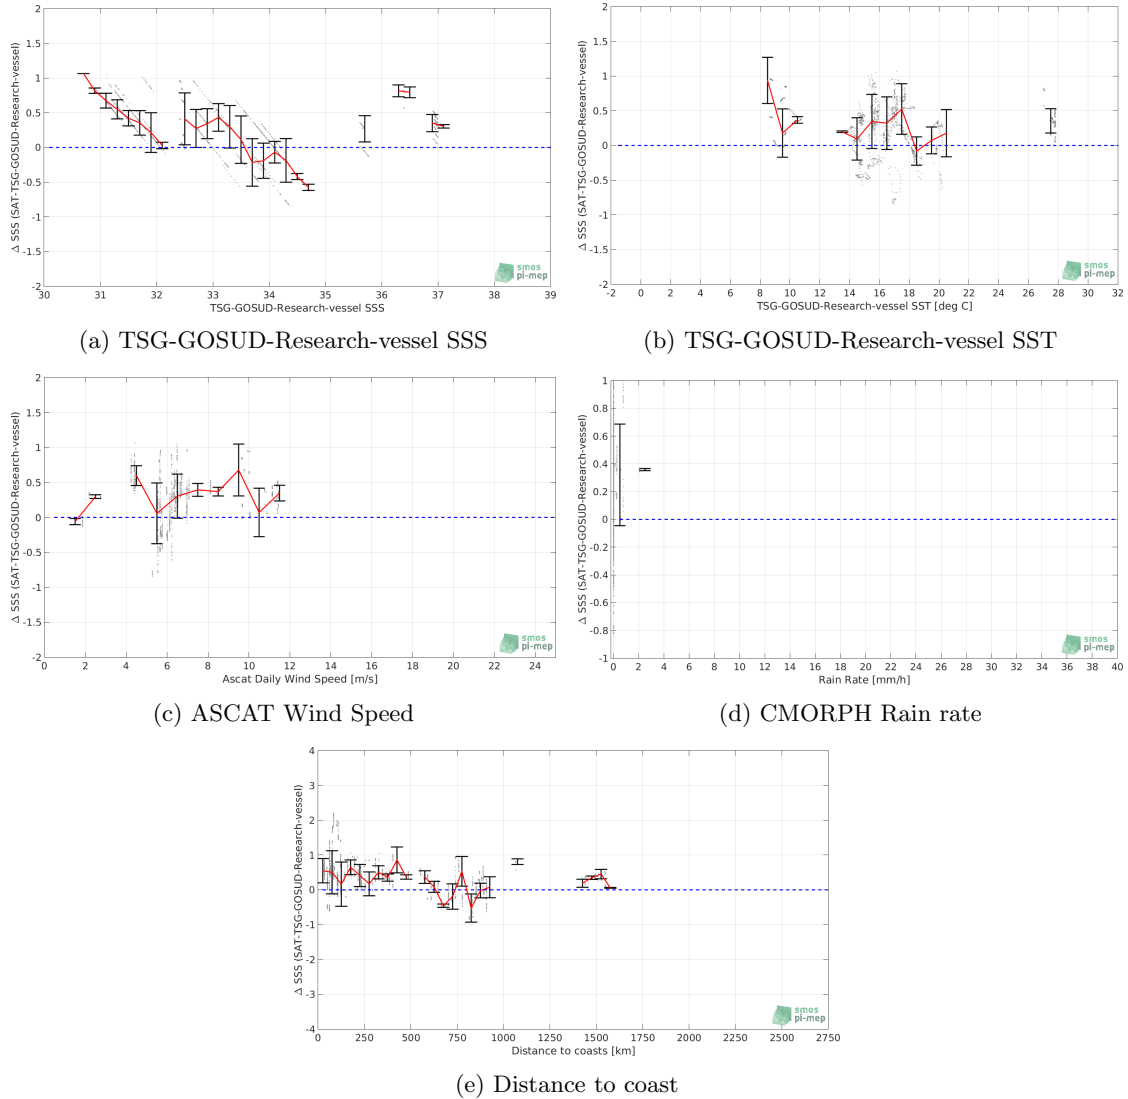 Δ SSS (SAT-TSG-GOSUD-Research-vessel)
2
1.5
1
0.5
0
-0.5
-1
-1.5
-2
30 31 32 33 34 35 36 37 38 39
TSG-GOSUD-Research-vessel SSS
smos
pi-mep
(a) TSG-GOSUD-Research-vessel SSS
Δ SSS (SAT-TSG-GOSUD-Research-vessel)
2
1.5
1
0.5
0
-0.5
-1
-1.5
-2
-2 0 2 4 6 8 10 12 14 16 18 20 22 24 26 28 30 32
TSG-GOSUD-Research-vessel SST [deg C]
smos
pi-mep
(b) TSG-GOSUD-Research-vessel SST
Δ SSS (SAT-TSG-GOSUD-Research-vessel)
2
1.5
1
0.5
0
-0.5
-1
-1.5
-2
0 2 4 6 8 10 12 14 16 18 20 22 24
Ascat Daily Wind Speed [m/s]
smos
pi-mep
(c) ASCAT Wind Speed
Δ SSS (SAT-TSG-GOSUD-Research-vessel)
1
0.8
0.6
0.4
0.2
0
-0.2
-0.4
-0.6
-0.8
-1
0 2 4 6 8 10 12 14 16 18 20 22 24 26 28 30 32 34 36 38 40
Rain Rate [mm/h]
smos
pi-mep
(d) CMORPH Rain rate
Δ SSS (SAT-TSG-GOSUD-Research-vessel)
4
3
2
1
0
-1
-2
-3
-4
0 250 500 750 1000 1250 1500 1750 2000 2250 2500 2750
Distance to coasts [km]
smos
pi-mep
(e) Distance to coast